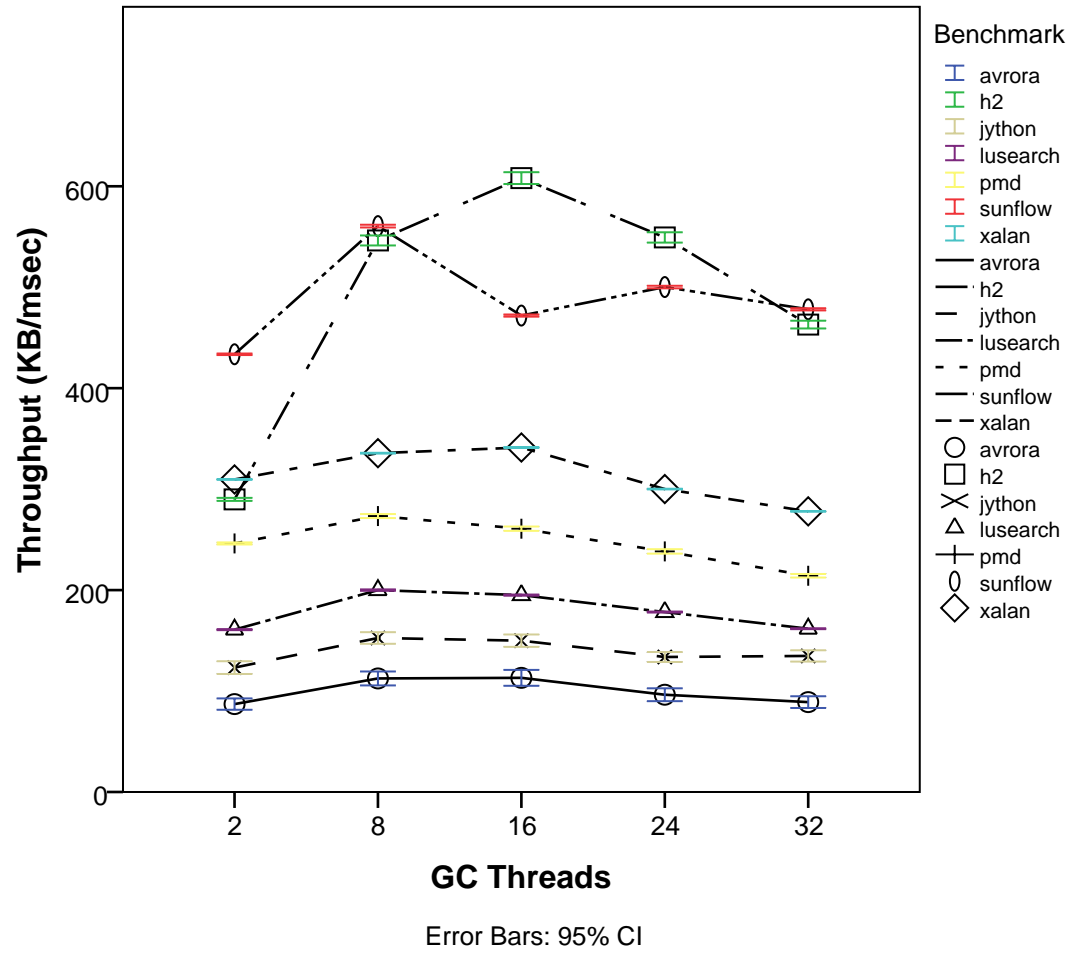 Throughput (KB/msec)
600
400
200
0
2 8 16 24 32
GC Threads
Error Bars: 95% CI
Benchmark
avrora
h2
jython
lusearch
pmd
sunflow
xalan
avrora
h2
jython
lusearch
pmd
sunflow
xalan
avrora
h2
jython
lusearch
pmd
sunflow
xalan